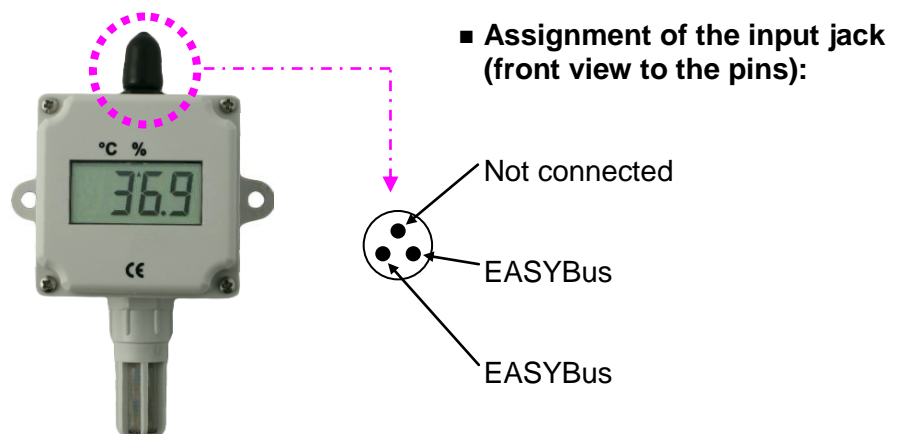 ■ Assignment of the input jack
(front view to the pins):
°C %
36.9
CE
Not connected
EASYBus
EASYBus